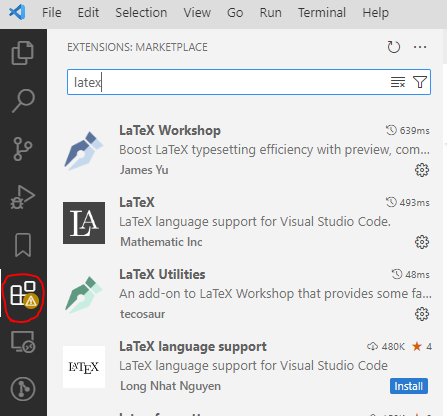 File Edit Selection View Go Run Terminal Help
EXTENSIONS: MARKETPLACE
latex
LaTeX Workshop 639ms
Boost LaTeX typesetting efficiency with preview, com...
James Yu
LaTeX 493ms
LaTeX language support for Visual Studio Code.
Mathematic Inc
LaTeX Utilities 48ms
An add-on to LaTeX Workshop that provides some fa...
tecosaur
LaTeX language support 480K 4
LaTeX language support for Visual Studio Code
Long Nhat Nguyen Install